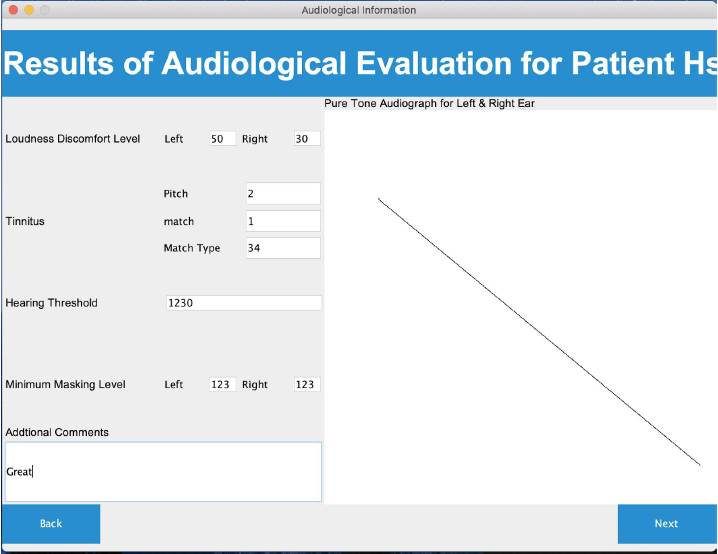 Audiological Information
Results of Audiological Evaluation for Patient Hs
Pure Tone Audiograph for Left & Right Ear
Loudness Discomfort Level Left 50 Right 30
Pitch 2
Tinnitus match 1
Match Type 34
Hearing Threshold 1230
Minimum Masking Level Left 123 Right 123
Addtional Comments
Great
Back Next